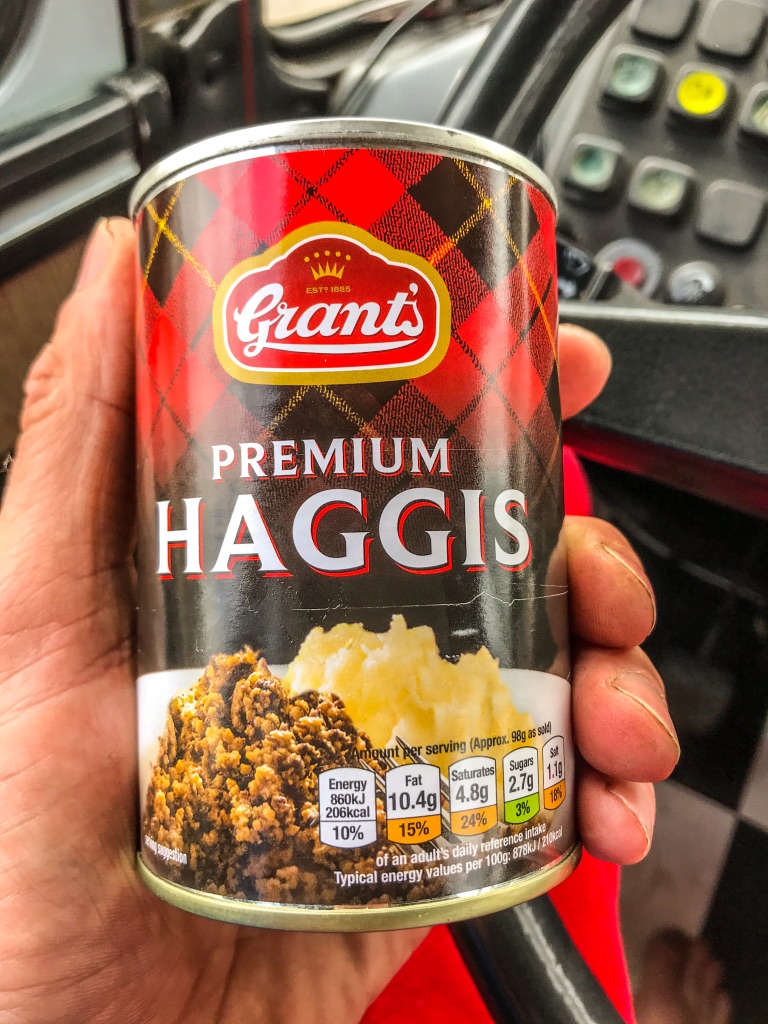 ESTD 1885
Grant's
PREMIUM
HAGGIS
Amount per serving (Approx. 98g as sold)
Energy
860kJ
206kcal
10%
Fat
10.4g
15%
Saturates
4.8g
24%
Sugars
2.7g
3%
Salt
1.1g
18%
of an adult's daily reference intake
Typical energy values per 100g: 878kJ / 210kcal
suggestion